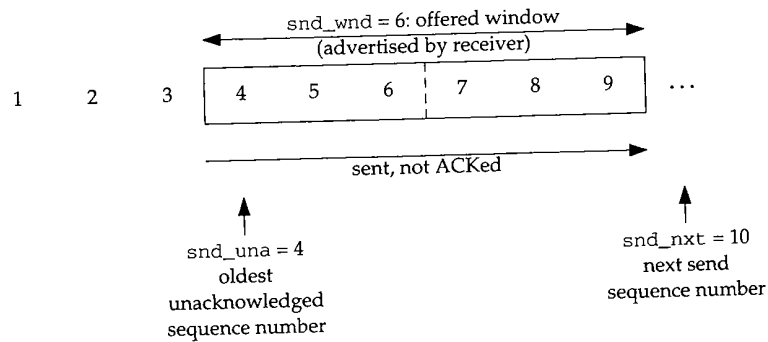 snd_wnd = 6: offered window
(advertised by receiver)
1 2 3 4 5 6 7 8 9 ...
sent, not ACKed
snd_una = 4
oldest
unacknowledged
sequence number
snd_nxt = 10
next send
sequence number